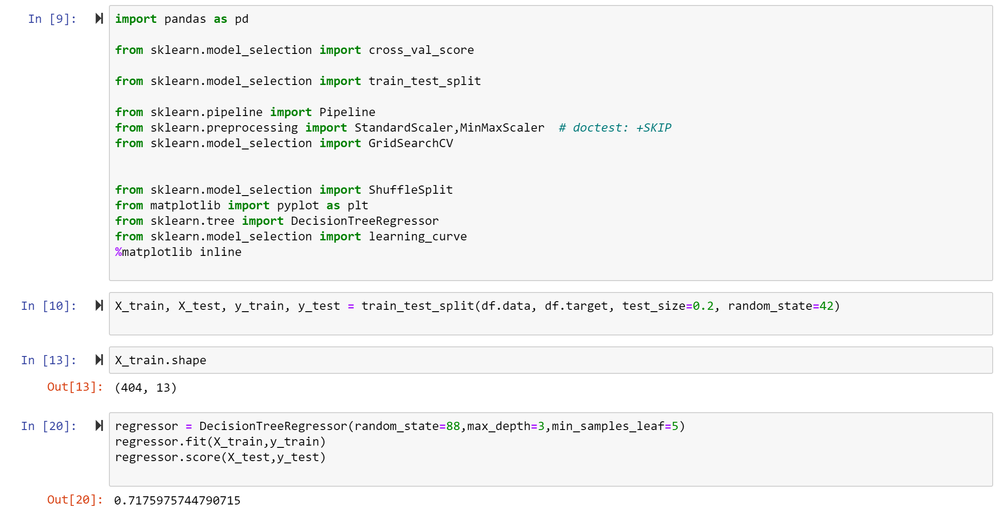 In [9]:
import pandas as pd
from sklearn.model_selection import cross_val_score
from sklearn.model_selection import train_test_split
from sklearn.pipeline import Pipeline
from sklearn.preprocessing import StandardScaler,MinMaxScaler  # doctest: +SKIP
from sklearn.model_selection import GridSearchCV
from sklearn.model_selection import ShuffleSplit
from matplotlib import pyplot as plt
from sklearn.tree import DecisionTreeRegressor
from sklearn.model_selection import learning_curve
%matplotlib inline
In [10]:
X_train, X_test, y_train, y_test = train_test_split(df.data, df.target, test_size=0.2, random_state=42)
In [13]:
X_train.shape
Out[13]:
(404, 13)
In [20]:
regressor = DecisionTreeRegressor(random_state=88,max_depth=3,min_samples_leaf=5)
regressor.fit(X_train,y_train)
regressor.score(X_test,y_test)
Out[20]:
0.7175975744790715